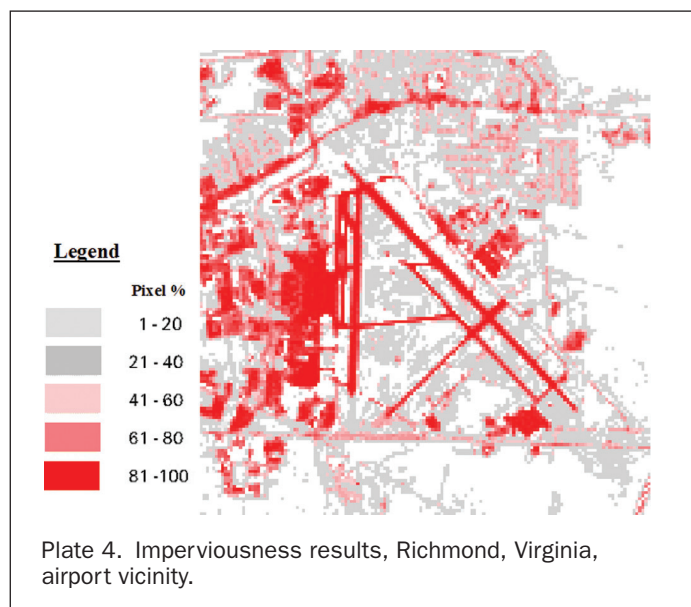 Legend
Pixel %
1 - 20
21 - 40
41 - 60
61 - 80
81 -100
Plate 4. Imperviousness results, Richmond, Virginia,
airport vicinity.